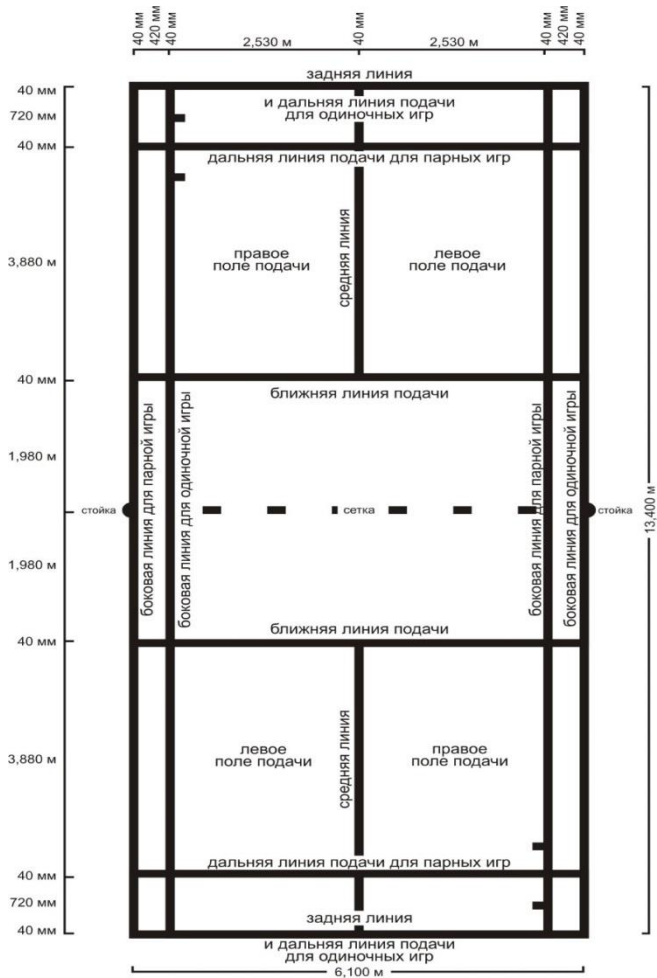 40 мм
420 мм
40 мм
2,530 м
40 мм
2,530 м
40 мм
420 мм
40 мм
задняя линия
40 мм
и дальняя линия подачи
для одиночных игр
720 мм
40 мм
дальняя линия подачи для парных игр
3,880 м
правое
поле подачи
средняя линия
левое
поле подачи
40 мм
ближняя линия подачи
1,980 м
боковая линия для парной игры
боковая линия для одиночной игры
боковая линия для парной игры
боковая линия для одиночной игры
стойка
сетка
стойка
13,400 м
1,980 м
40 мм
ближняя линия подачи
3,880 м
левое
поле подачи
средняя линия
правое
поле подачи
дальняя линия подачи для парных игр
40 мм
720 мм
задняя линия
40 мм
и дальняя линия подачи
для одиночных игр
6,100 м